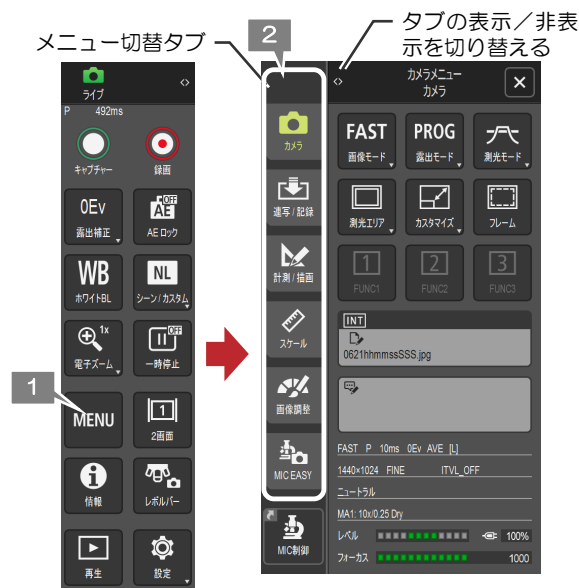 メニュー切替タブ
2
タブの表示／非表
示を切り替える
ライブ
P 492ms
キャプチャー
録画
0Ev
露出補正
OFF
AE
AE ロック
WB
ホワイトBL
NL
シーン/カスタム
1x
電子ズーム
OFF
一時停止
1
MENU
1
2画面
情報
レボルバー
再生
設定
カメラ
連写/記録
計測/描画
スケール
画像調整
MIC EASY
MIC制御
カメラメニュー
カメラ
FAST
画像モード
PROG
露出モード
測光モード
測光エリア
カスタマイズ
フレーム
1
FUNC1
2
FUNC2
3
FUNC3
INT
0621hhmmssSSS.jpg
FAST P 10ms 0Ev AVE [L]
1440×1024 FINE ITVL_OFF
ニュートラル
MA1: 10x/0.25 Dry
レベル 100%
フォーカス 1000